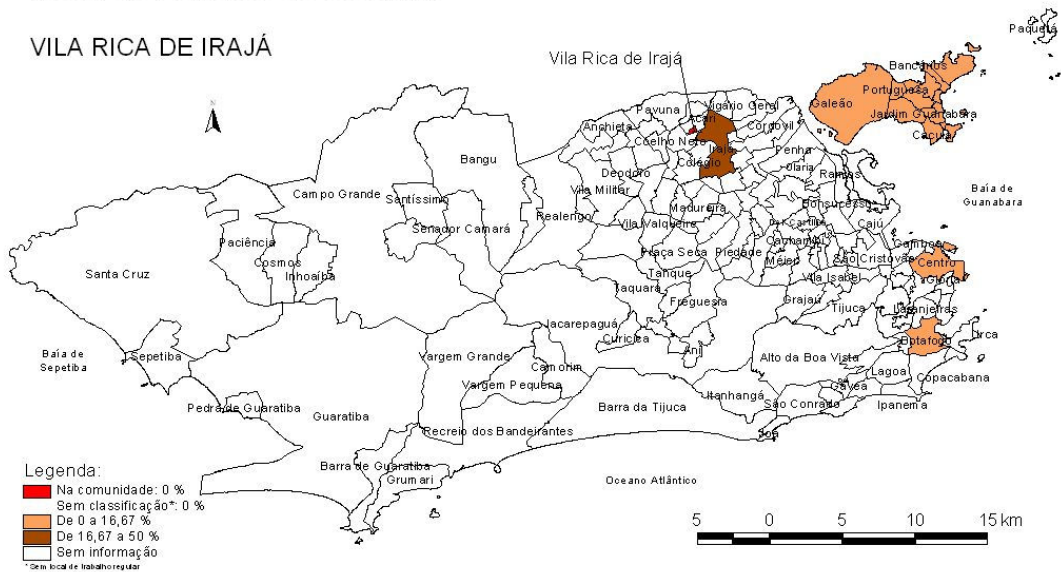 VILA RICA DE IRAJÁ
Paquetá
Vila Rica de Irajá
Bancários
Galeão
Portuguesa
Jardim Guanabara
Cacuia
Pavuna
Vigário Geral
Acari
Anchieta
Cordovil
Coelho Neto
Irajá
Penha
Colégio
Olaria
Ramos
Bangu
Deodoro
Vila Militar
Campo Grande
Santíssimo
Realengo
Madureira
Bonsucesso
Baía de
Guanabara
Senador Camará
Vila Valqueire
Cajú
Paciência
Praça Seca
Piedade
Cachambi
Gamboa
Cosmos
Méier
São Cristóvão
Centro
Santa Cruz
Inhoaíba
Tanque
Vila Isabel
Glória
Taquara
Freguesia
Grajaú
Tijuca
Laranjeiras
Jacarepaguá
Curicica
Botafogo
Urca
Baía de
Sepetiba
Sepetiba
Vargem Grande
Camorim
Anil
Alto da Boa Vista
Vargem Pequena
Lagoa
Copacabana
Gávea
Itanhangá
São Conrado
Ipanema
Pedra de Guaratiba
Guaratiba
Barra da Tijuca
Recreio dos Bandeirantes
Joá
Barra de Guaratiba
Grumari
Oceano Atlântico
Legenda:
Na comunidade: 0 %
Sem classificação*: 0 %
De 0 a 16,67 %
De 16,67 a 50 %
Sem informação
* Sem local de trabalho regular
5 0 5 10 15 km